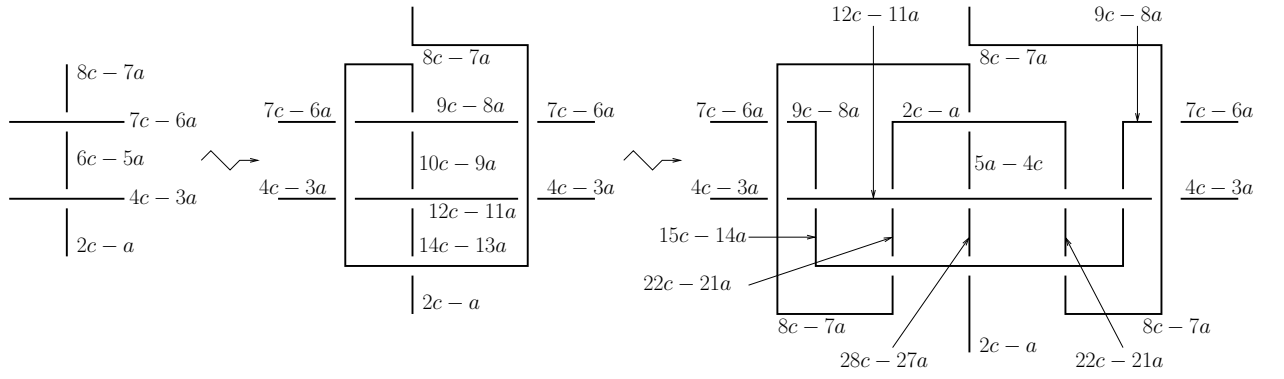 8c − 7a
7c − 6a
6c − 5a
4c − 3a
2c − a
8c − 7a
7c − 6a
9c − 8a
7c − 6a
10c − 9a
4c − 3a
4c − 3a
12c − 11a
14c − 13a
2c − a
12c − 11a
9c − 8a
8c − 7a
7c − 6a
9c − 8a
2c − a
7c − 6a
5a − 4c
4c − 3a
4c − 3a
15c − 14a
22c − 21a
8c − 7a
8c − 7a
2c − a
28c − 27a
22c − 21a